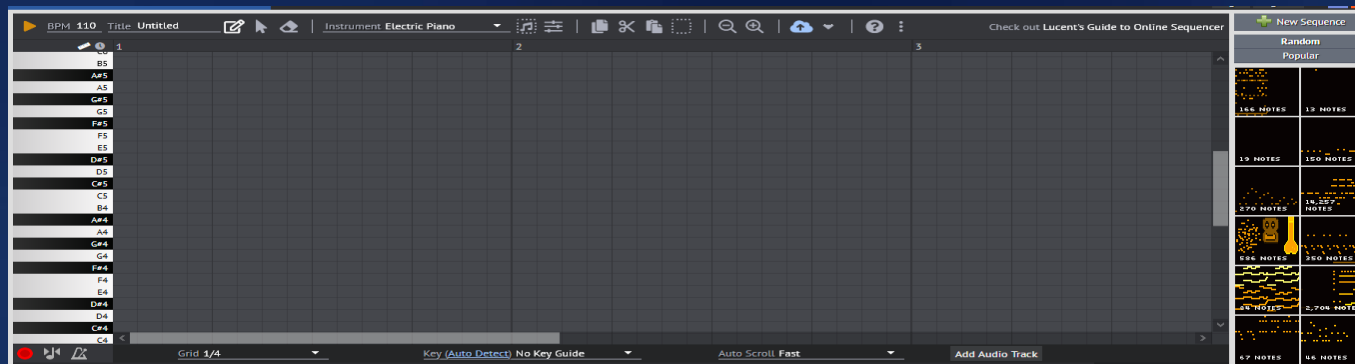 BPM 110 Title Untitled Instrument Electric Piano Check out Lucent's Guide to Online Sequencer
New Sequence
Random
Popular
1 2 3
B5
A#5
A5
G#5
G5
F#5
F5
E5
D#5
D5
C#5
C5
B4
A#4
A4
G#4
G4
F#4
F4
E4
D#4
D4
C#4
C4
166 NOTES 13 NOTES
19 NOTES 150 NOTES
270 NOTES 14,257 NOTES
586 NOTES 350 NOTES
2,704 NOTE
67 NOTES 46 NOTES
Grid 1/4 Key (Auto Detect) No Key Guide Auto Scroll Fast Add Audio Track